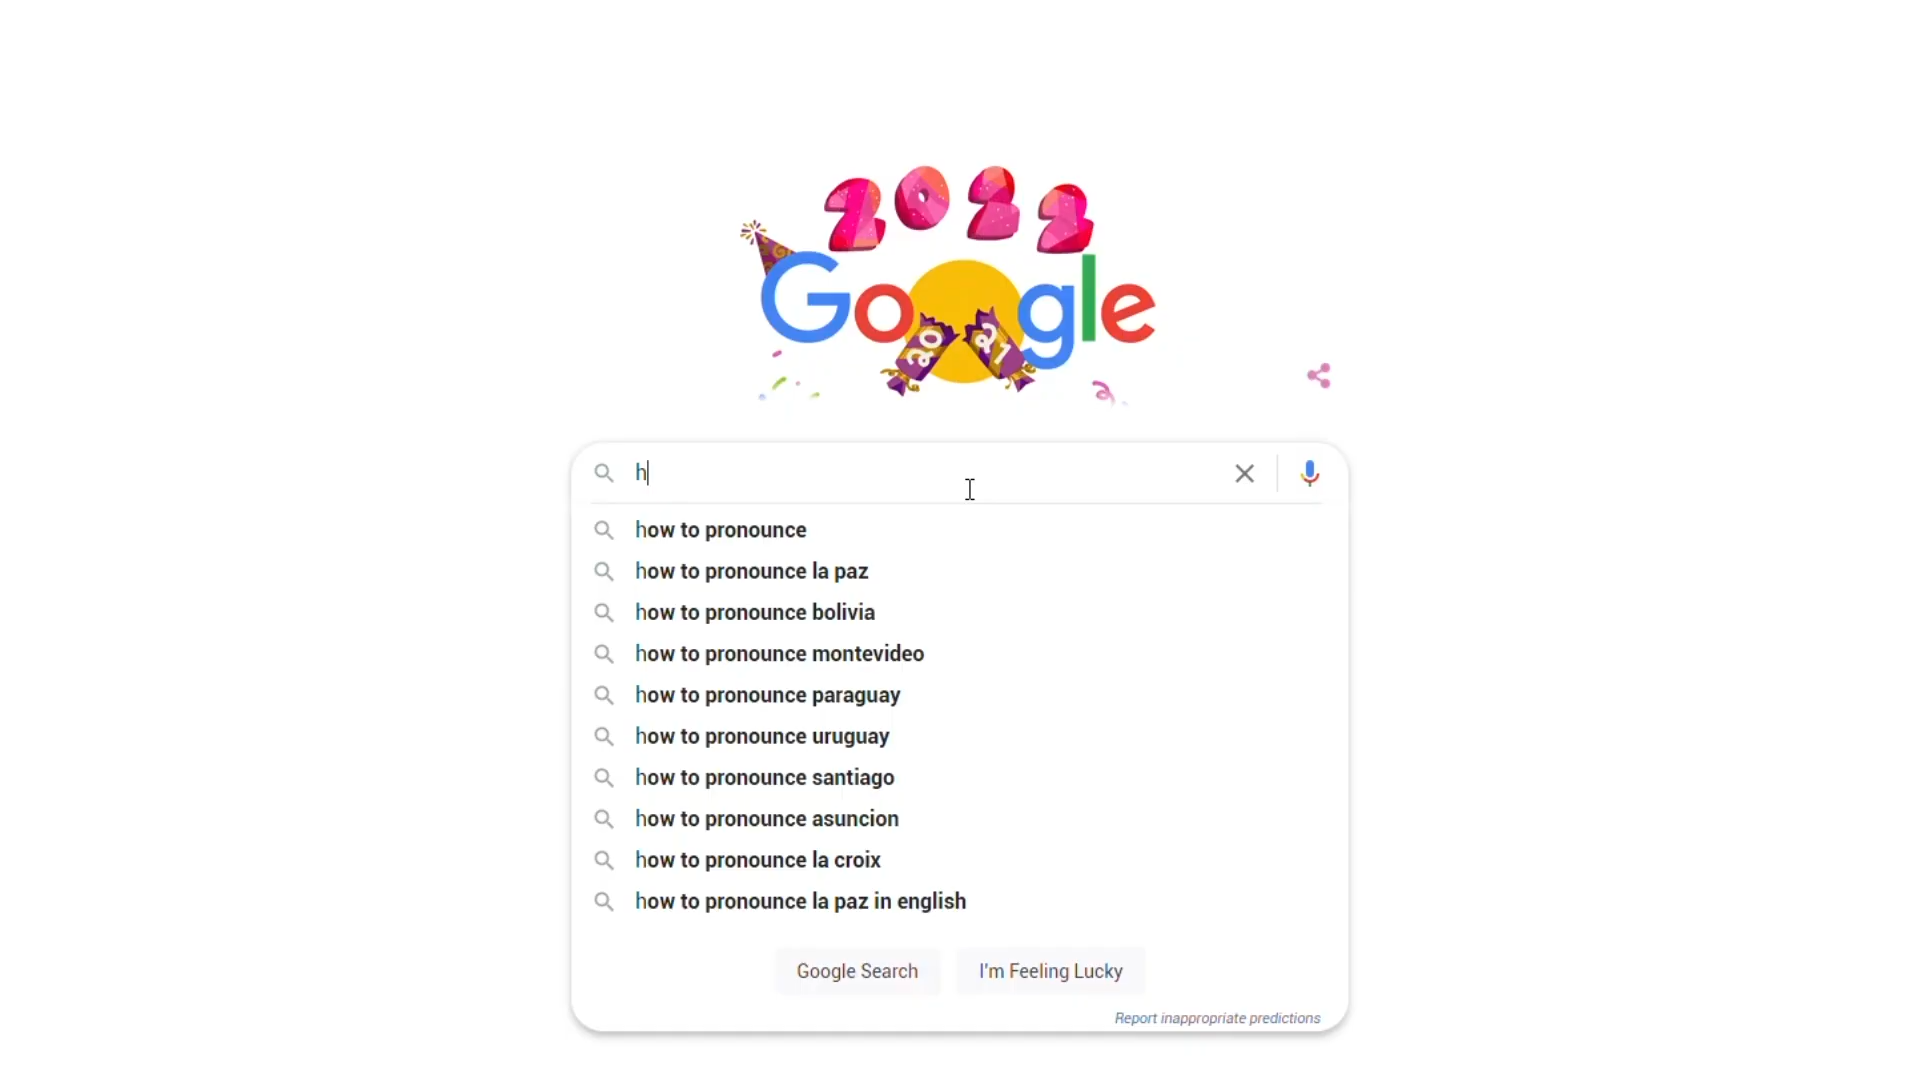 2022
Google
20 21
h
how to pronounce
how to pronounce la paz
how to pronounce bolivia
how to pronounce montevideo
how to pronounce paraguay
how to pronounce uruguay
how to pronounce santiago
how to pronounce asuncion
how to pronounce la croix
how to pronounce la paz in english
Google Search I'm Feeling Lucky
Report inappropriate predictions